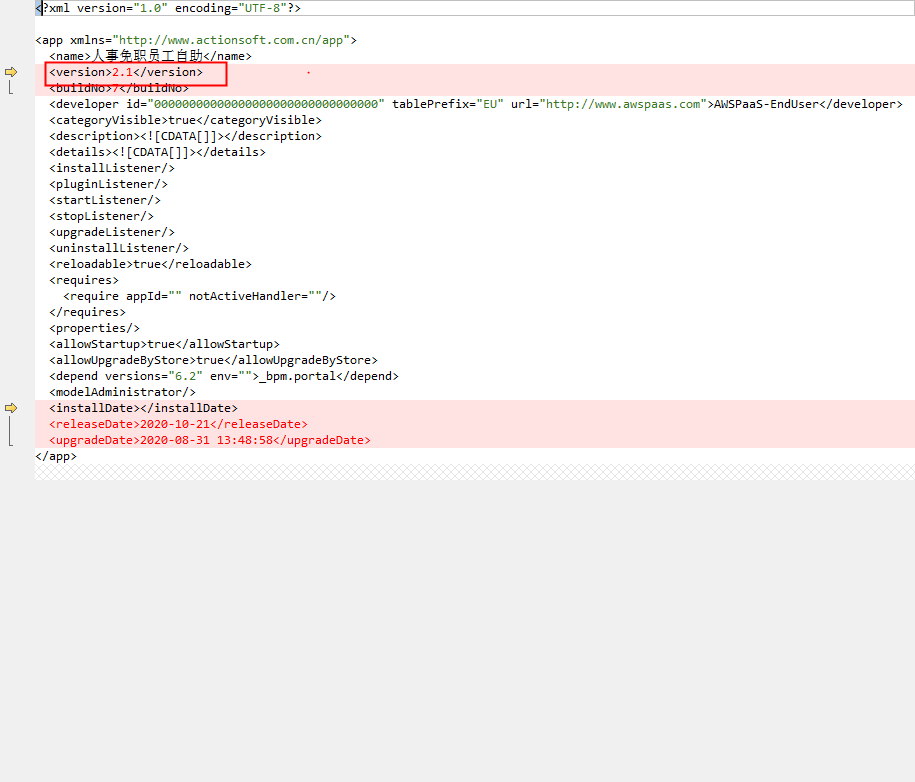 <?xml version="1.0" encoding="UTF-8"?>
<app xmlns="http://www.actionsoft.com.cn/app">
<name>人事免职员工自助</name>
<version>2.1</version>
<buildNo>7</buildNo>
<developer id="00000000000000000000000000000000" tablePrefix="EU" url="http://www.awspaas.com">AWSPaaS-EndUser</developer>
<categoryVisible>true</categoryVisible>
<description><![CDATA[]]></description>
<details><![CDATA[]]></details>
<installListener/>
<pluginListener/>
<startListener/>
<stopListener/>
<upgradeListener/>
<uninstallListener/>
<reloadable>true</reloadable>
<requires>
<require appId="" notActiveHandler=""/>
</requires>
<properties/>
<allowStartup>true</allowStartup>
<allowUpgradeByStore>true</allowUpgradeByStore>
<depend versions="6.2" env="">_bpm.portal</depend>
<modelAdministrator/>
<installDate></installDate>
<releaseDate>2020-10-21</releaseDate>
<upgradeDate>2020-08-31 13:48:58</upgradeDate>
</app>